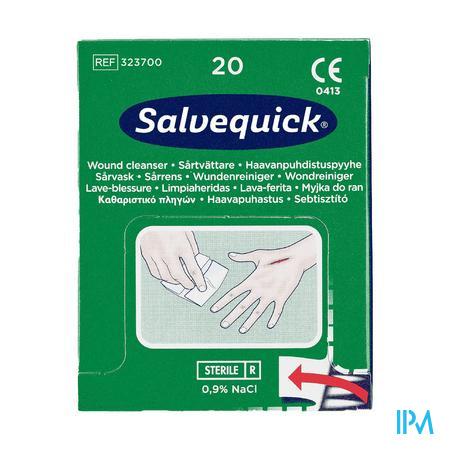 REF 323700
20
CE
0413
Salvequick®
Wound cleanser • Sårtvättare • Haavanpuhdistuspyyhe
Sårvask • Sårrens • Wundenreiniger • Wondreiniger
Lave-blessure • Limpiaheridas • Lava-ferita • Myjka do ran
Καθαριστικό πληγών • Haavapuhastus • Sebtisztító
STERILE R
0,9% NaCl
IPM